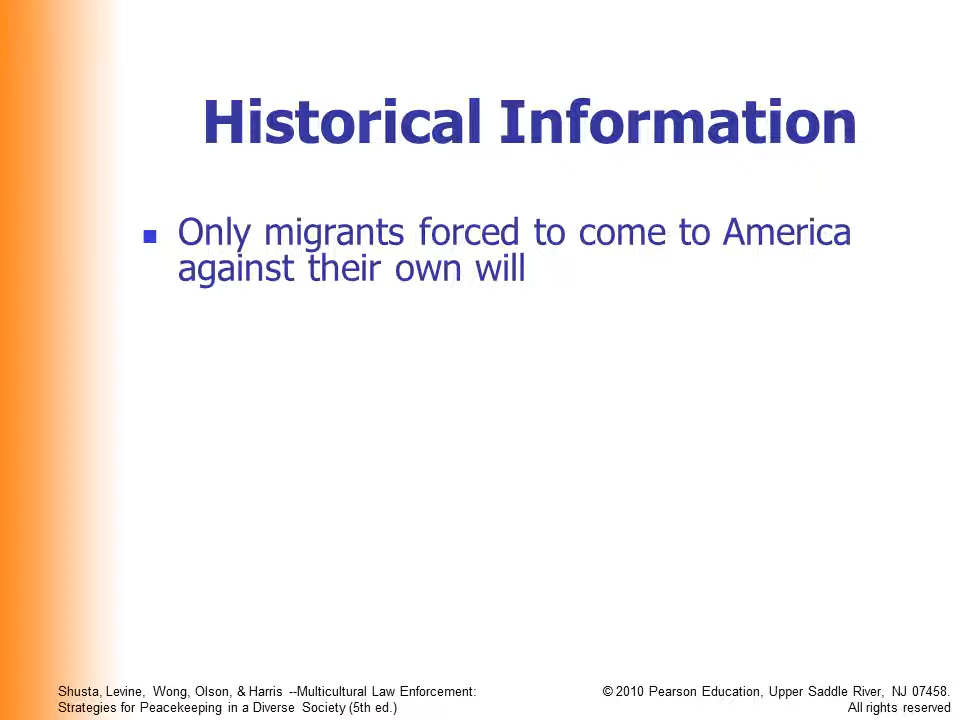 Historical Information
Only migrants forced to come to America
against their own will
Shusta, Levine, Wong, Olson, & Harris --Multicultural Law Enforcement:
Strategies for Peacekeeping in a Diverse Society (5th ed.)
© 2010 Pearson Education, Upper Saddle River, NJ 07458.
All rights reserved